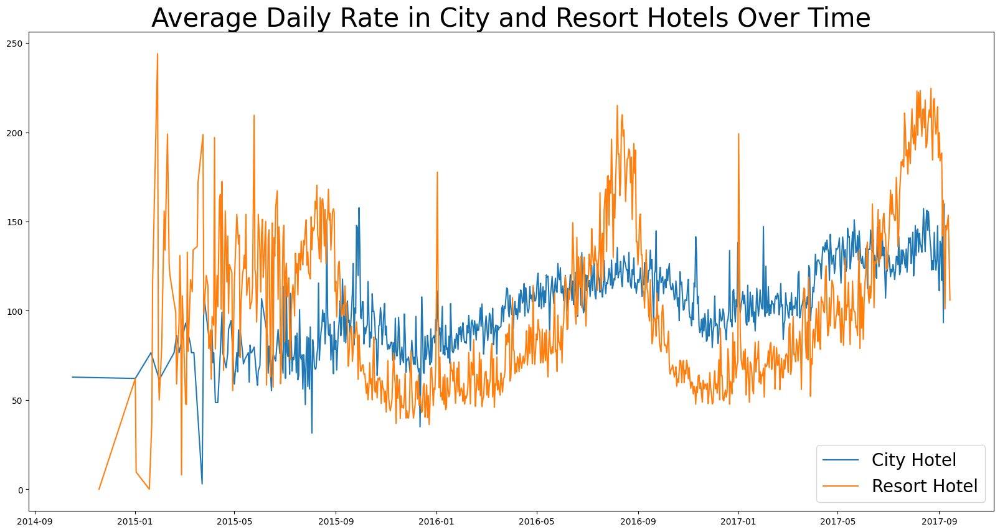 Average Daily Rate in City and Resort Hotels Over Time
250
200
150
100
50
0
City Hotel
Resort Hotel
2014-09 2015-01 2015-05 2015-09 2016-01 2016-05 2016-09 2017-01 2017-05 2017-09